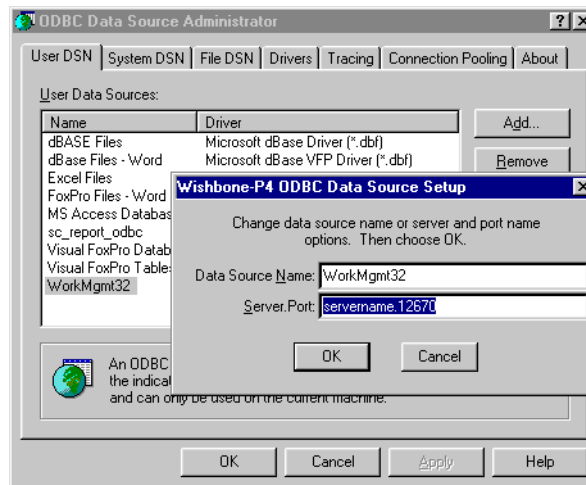 ODBC Data Source Administrator
User DSN System DSN File DSN Drivers Tracing Connection Pooling About
User Data Sources:
Name Driver
dBASE Files Microsoft dBase Driver (*.dbf)
dBase Files - Word Microsoft dBase VFP Driver (*.dbf)
Excel Files
FoxPro Files - Word
MS Access Databas
sc_report_odbc
Visual FoxPro Datab
Visual FoxPro Table
WorkMgmt32
Add...
Remove
Wishbone-P4 ODBC Data Source Setup
Change data source name or server and port name
options. Then choose OK.
Data Source Name: WorkMgmt32
Server.Port: servername.12670
OK Cancel
An ODBC
the indicat
and can only be used on the current machine.
OK Cancel Apply Help